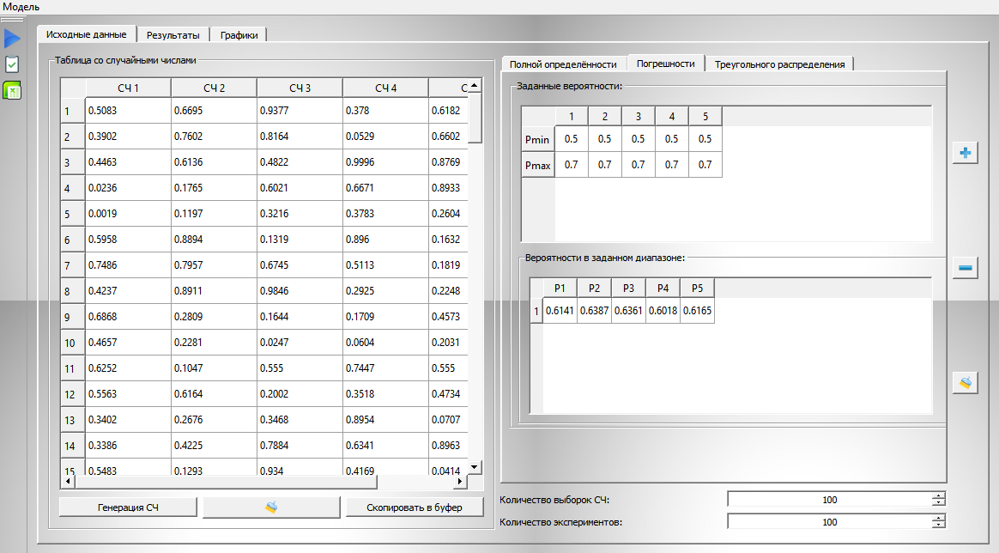 Модель
Исходные данные Результаты Графики
Таблица со случайными числами
СЧ 1 СЧ 2 СЧ 3 СЧ 4 С
1 0.5083 0.6695 0.9377 0.378 0.6182
2 0.3902 0.7602 0.8164 0.0529 0.6602
3 0.4463 0.6136 0.4822 0.9996 0.8769
4 0.0236 0.1765 0.6021 0.6671 0.8933
5 0.0019 0.1197 0.3216 0.3783 0.2604
6 0.5958 0.8894 0.1319 0.896 0.1632
7 0.7486 0.7957 0.6745 0.5113 0.1819
8 0.4237 0.8911 0.9846 0.2925 0.2248
9 0.6868 0.2809 0.1644 0.1709 0.4573
10 0.4657 0.2281 0.0247 0.0604 0.2031
11 0.6252 0.1047 0.555 0.7447 0.555
12 0.5563 0.6164 0.2002 0.3518 0.4734
13 0.3402 0.2676 0.3468 0.8954 0.0707
14 0.3386 0.4225 0.7884 0.6341 0.8963
15 0.5483 0.1293 0.934 0.4169 0.0414
Генерация СЧ Скопировать в буфер
Полной определённости Погрешности Треугольного распределения
Заданные вероятности:
1 2 3 4 5
Pmin 0.5 0.5 0.5 0.5 0.5
Pmax 0.7 0.7 0.7 0.7 0.7
Вероятности в заданном диапазоне:
P1 P2 P3 P4 P5
1 0.6141 0.6387 0.6361 0.6018 0.6165
Количество выборок СЧ: 100
Количество экспериментов: 100